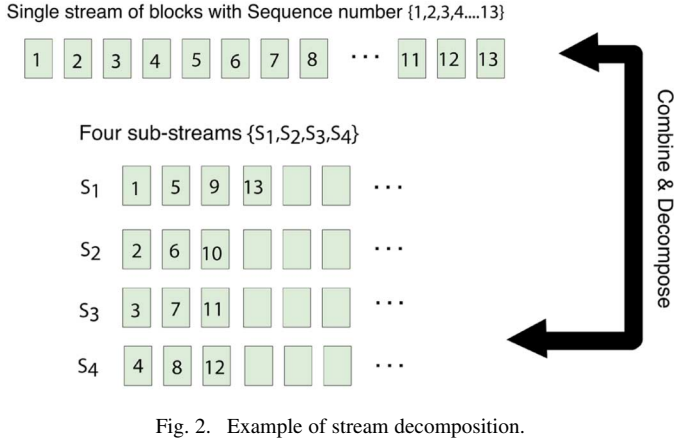 Single stream of blocks with Sequence number {1,2,3,4....13}
1 2 3 4 5 6 7 8 ... 11 12 13
Four sub-streams {S1,S2,S3,S4}
S1 1 5 9 13 ...
S2 2 6 10 ...
S3 3 7 11 ...
S4 4 8 12 ...
Combine & Decompose
Fig. 2. Example of stream decomposition.